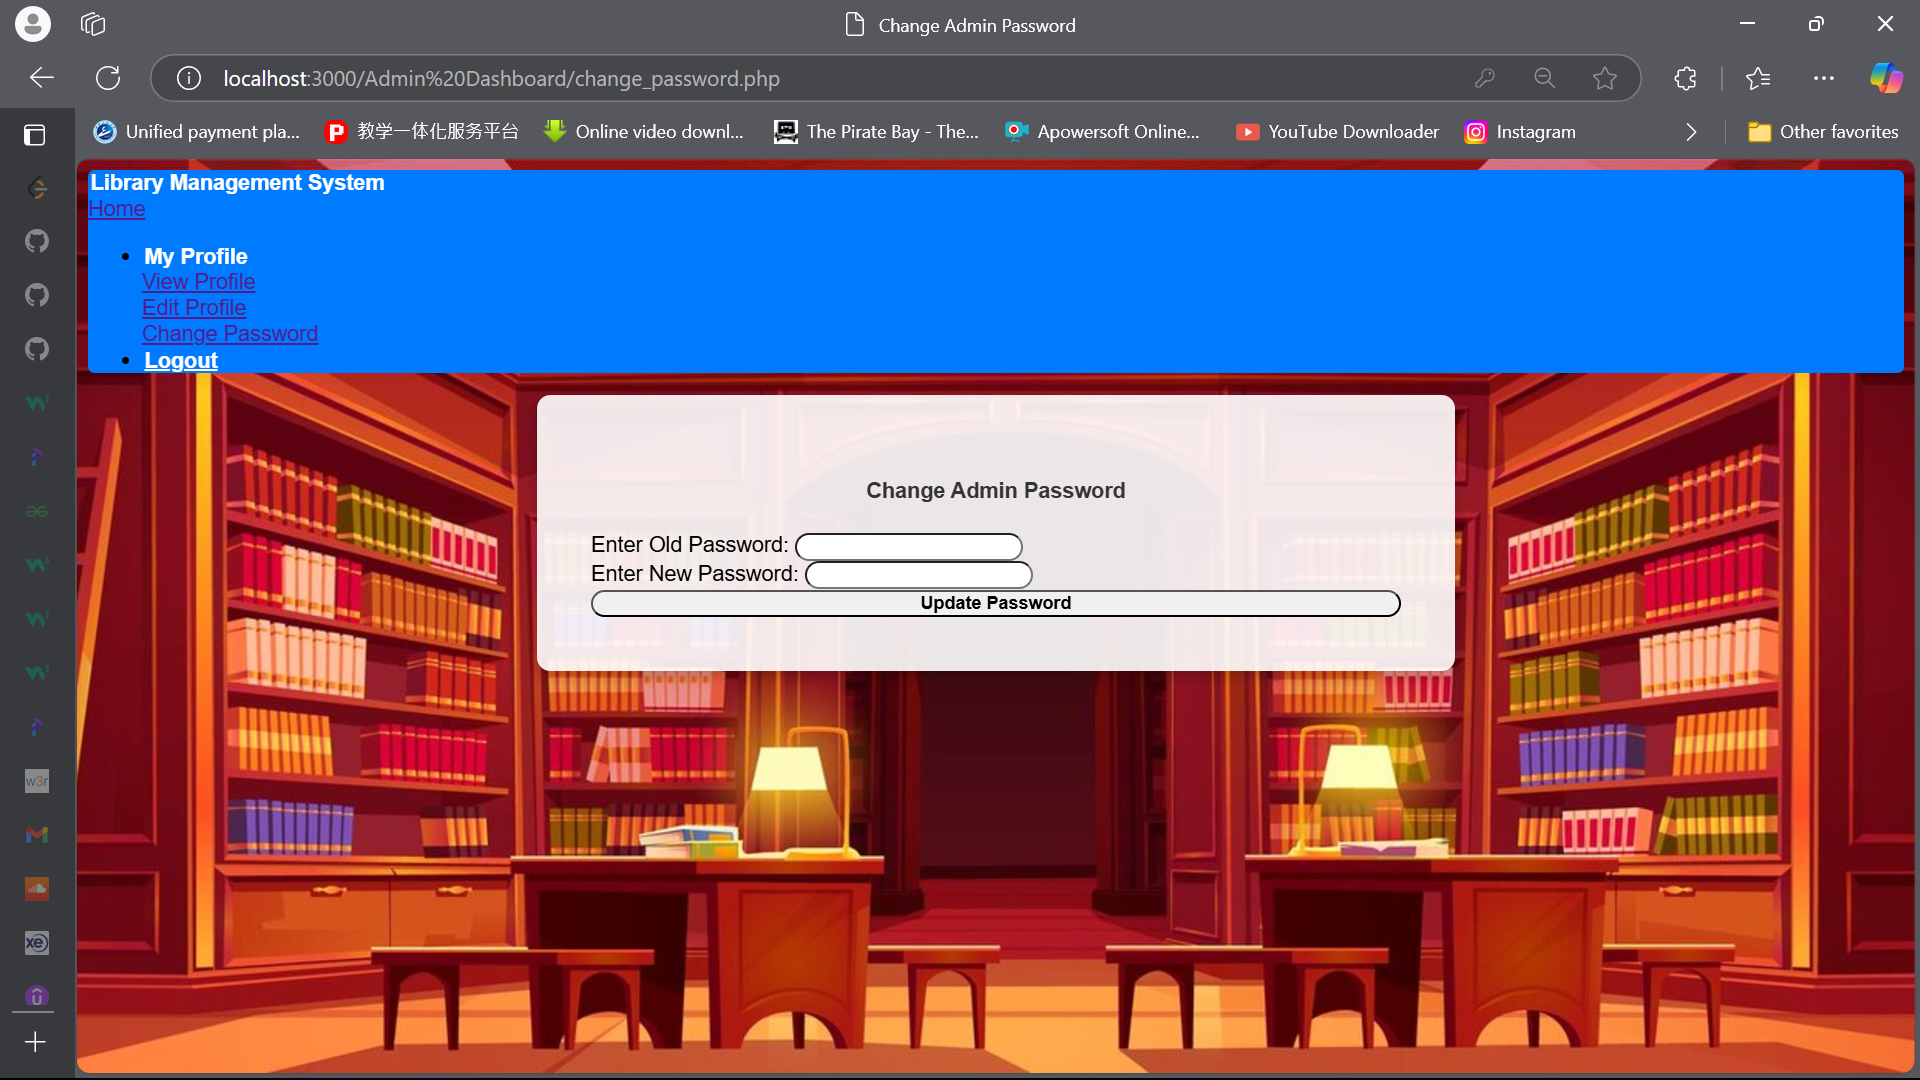 Change Admin Password
localhost:3000/Admin%20Dashboard/change_password.php
Unified payment pla...
教学一体化服务平台
Online video downl...
The Pirate Bay - The...
Apowersoft Online...
YouTube Downloader
Instagram
Other favorites
Library Management System
Home
My Profile
View Profile
Edit Profile
Change Password
Logout
Change Admin Password
Enter Old Password:
Enter New Password:
Update Password
w3r
xe